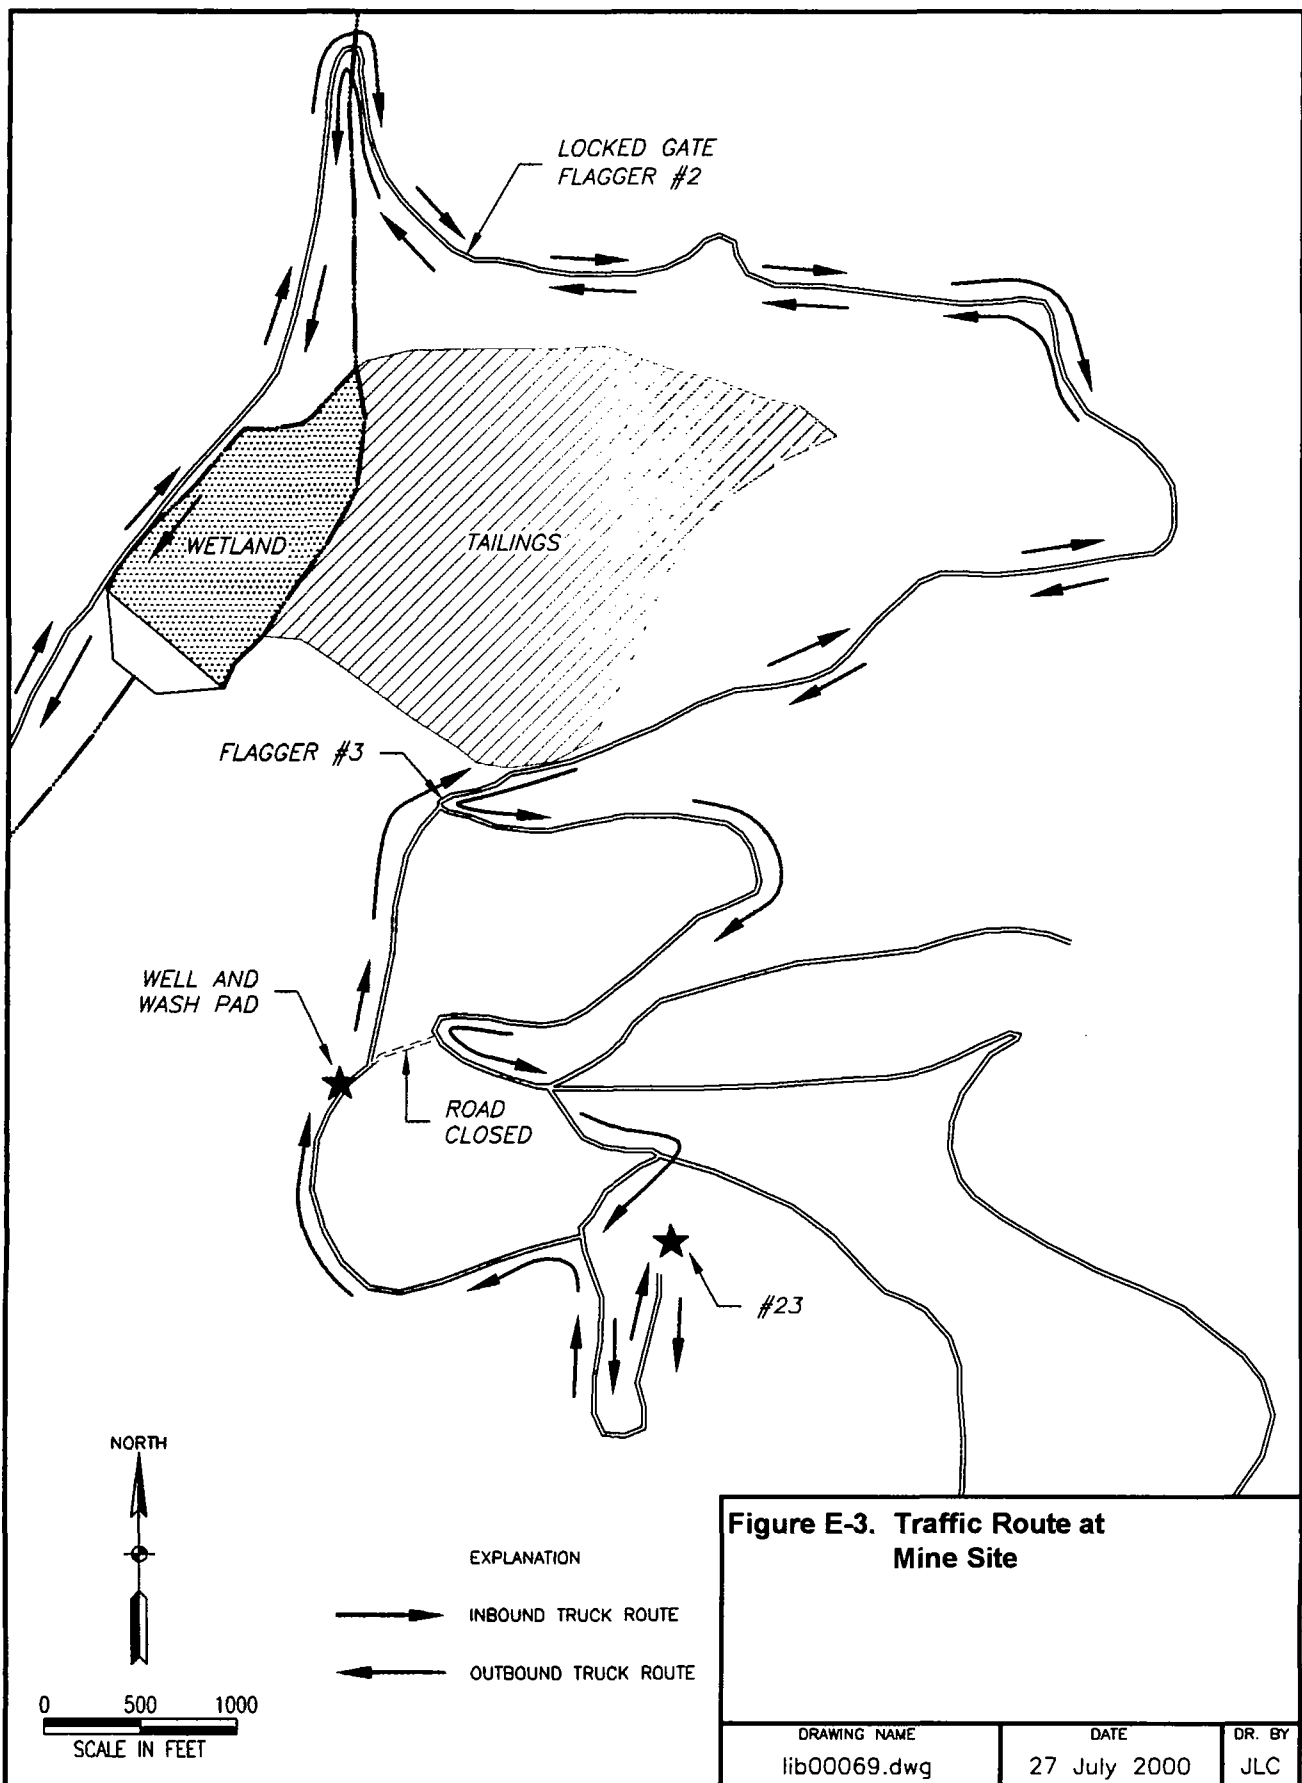 LOCKED GATE
FLAGGER #2
WETLAND
TAILINGS
FLAGGER #3
WELL AND
WASH PAD
ROAD
CLOSED
#23
NORTH
EXPLANATION
INBOUND TRUCK ROUTE
OUTBOUND TRUCK ROUTE
0 500 1000
SCALE IN FEET
Figure E-3. Traffic Route at
Mine Site
DRAWING NAME
lib00069.dwg
DATE
27 July 2000
DR. BY
JLC